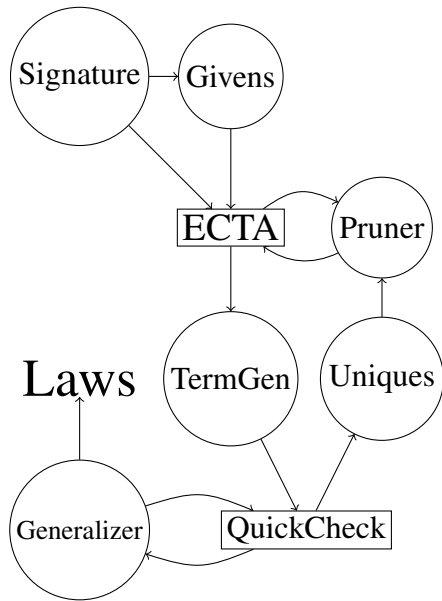 Signature
Givens
ECTA
Pruner
Laws
TermGen
Uniques
Generalizer
QuickCheck